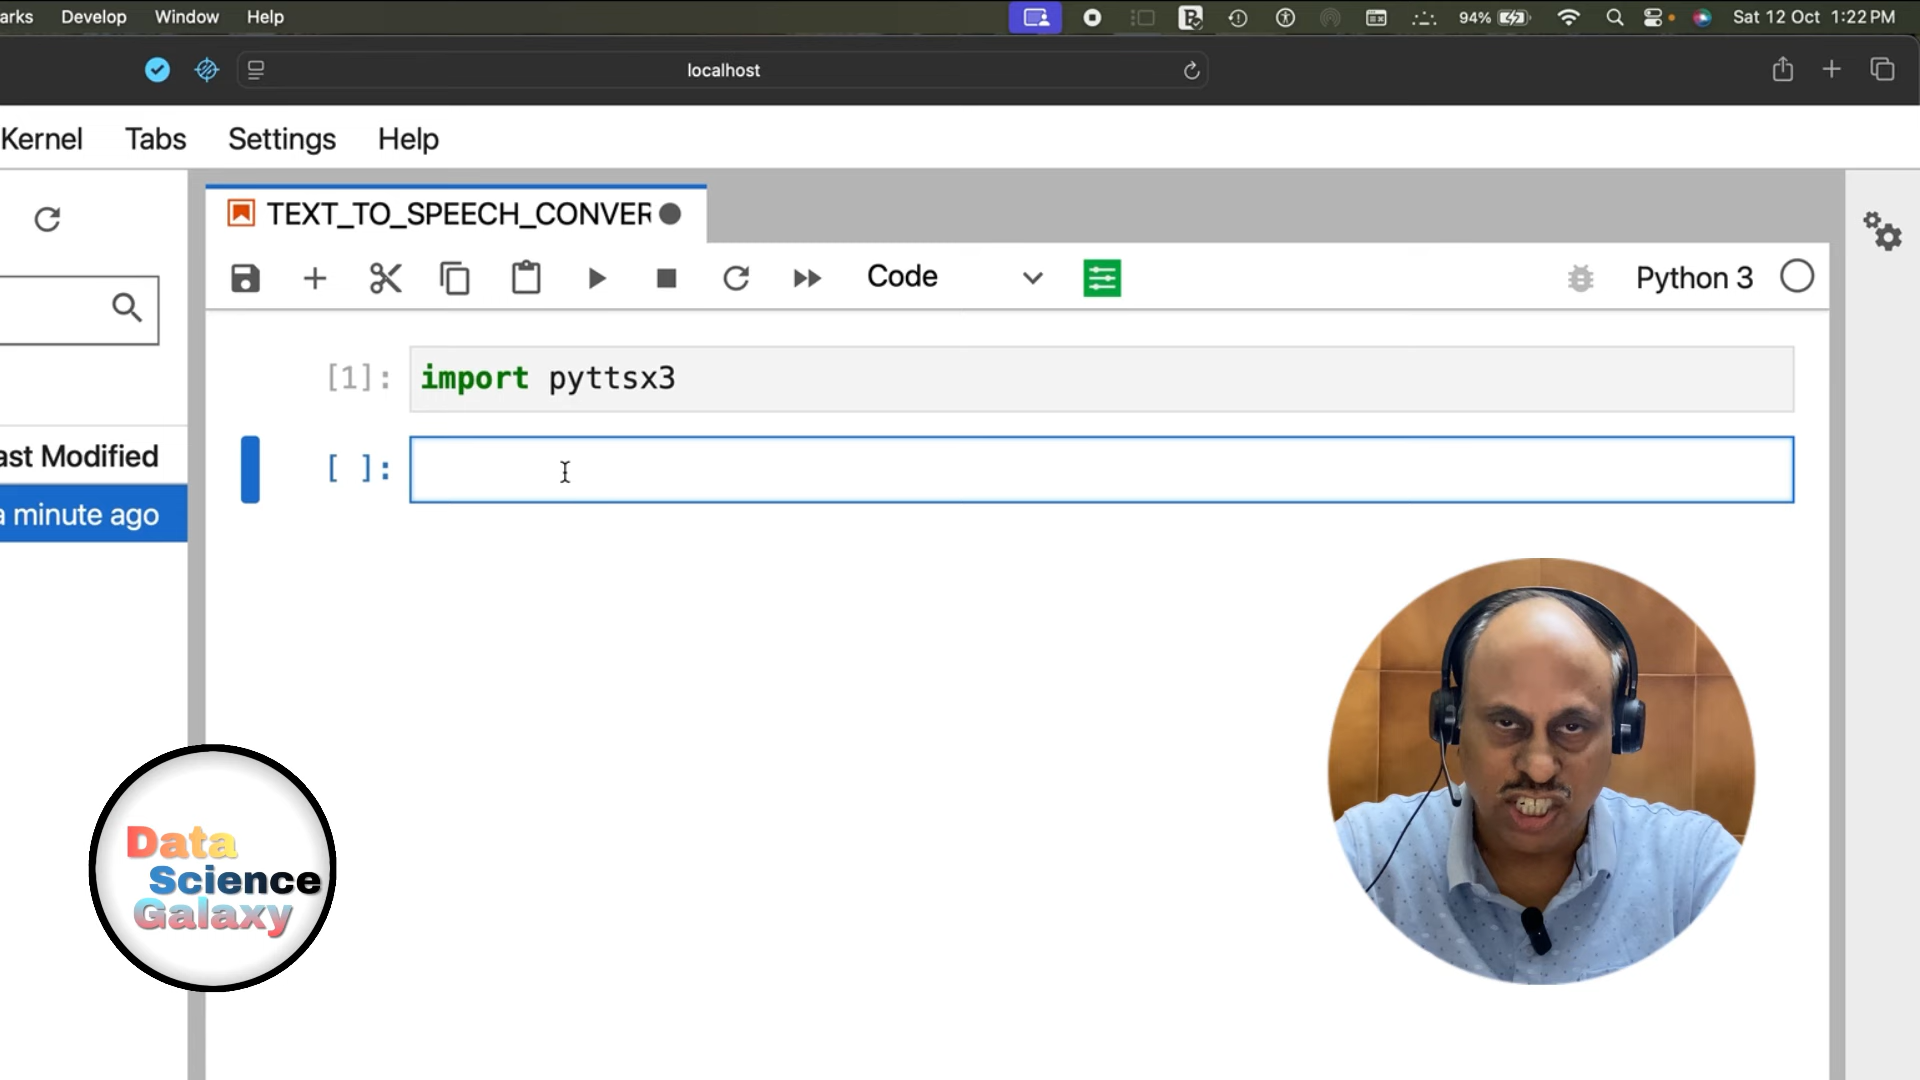 arks Develop Window Help 94% Sat 12 Oct 1:22 PM
localhost
Kernel Tabs Settings Help
TEXT_TO_SPEECH_CONVER
Code
Python 3
[1]: import pyttsx3
[ ]:
ast Modified
a minute ago
Data
Science
Galaxy